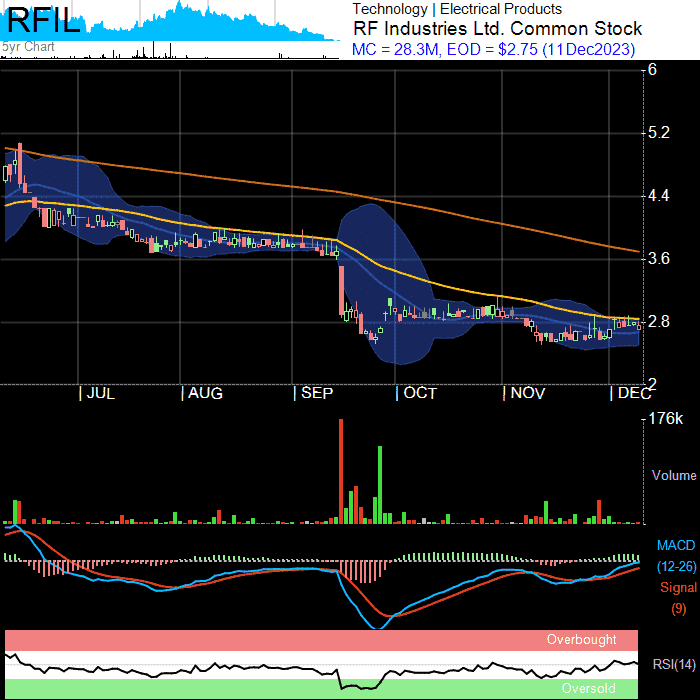 RFIL
Technology | Electrical Products
RF Industries Ltd. Common Stock
5yr Chart
MC = 28.3M, EOD = $2.75 (11Dec2023)
6
5.2
4.4
3.6
2.8
2
| JUL | AUG | SEP | OCT | NOV | DEC
176k
Volume
MACD
(12-26)
Signal
(9)
Overbought
RSI(14)
Oversold